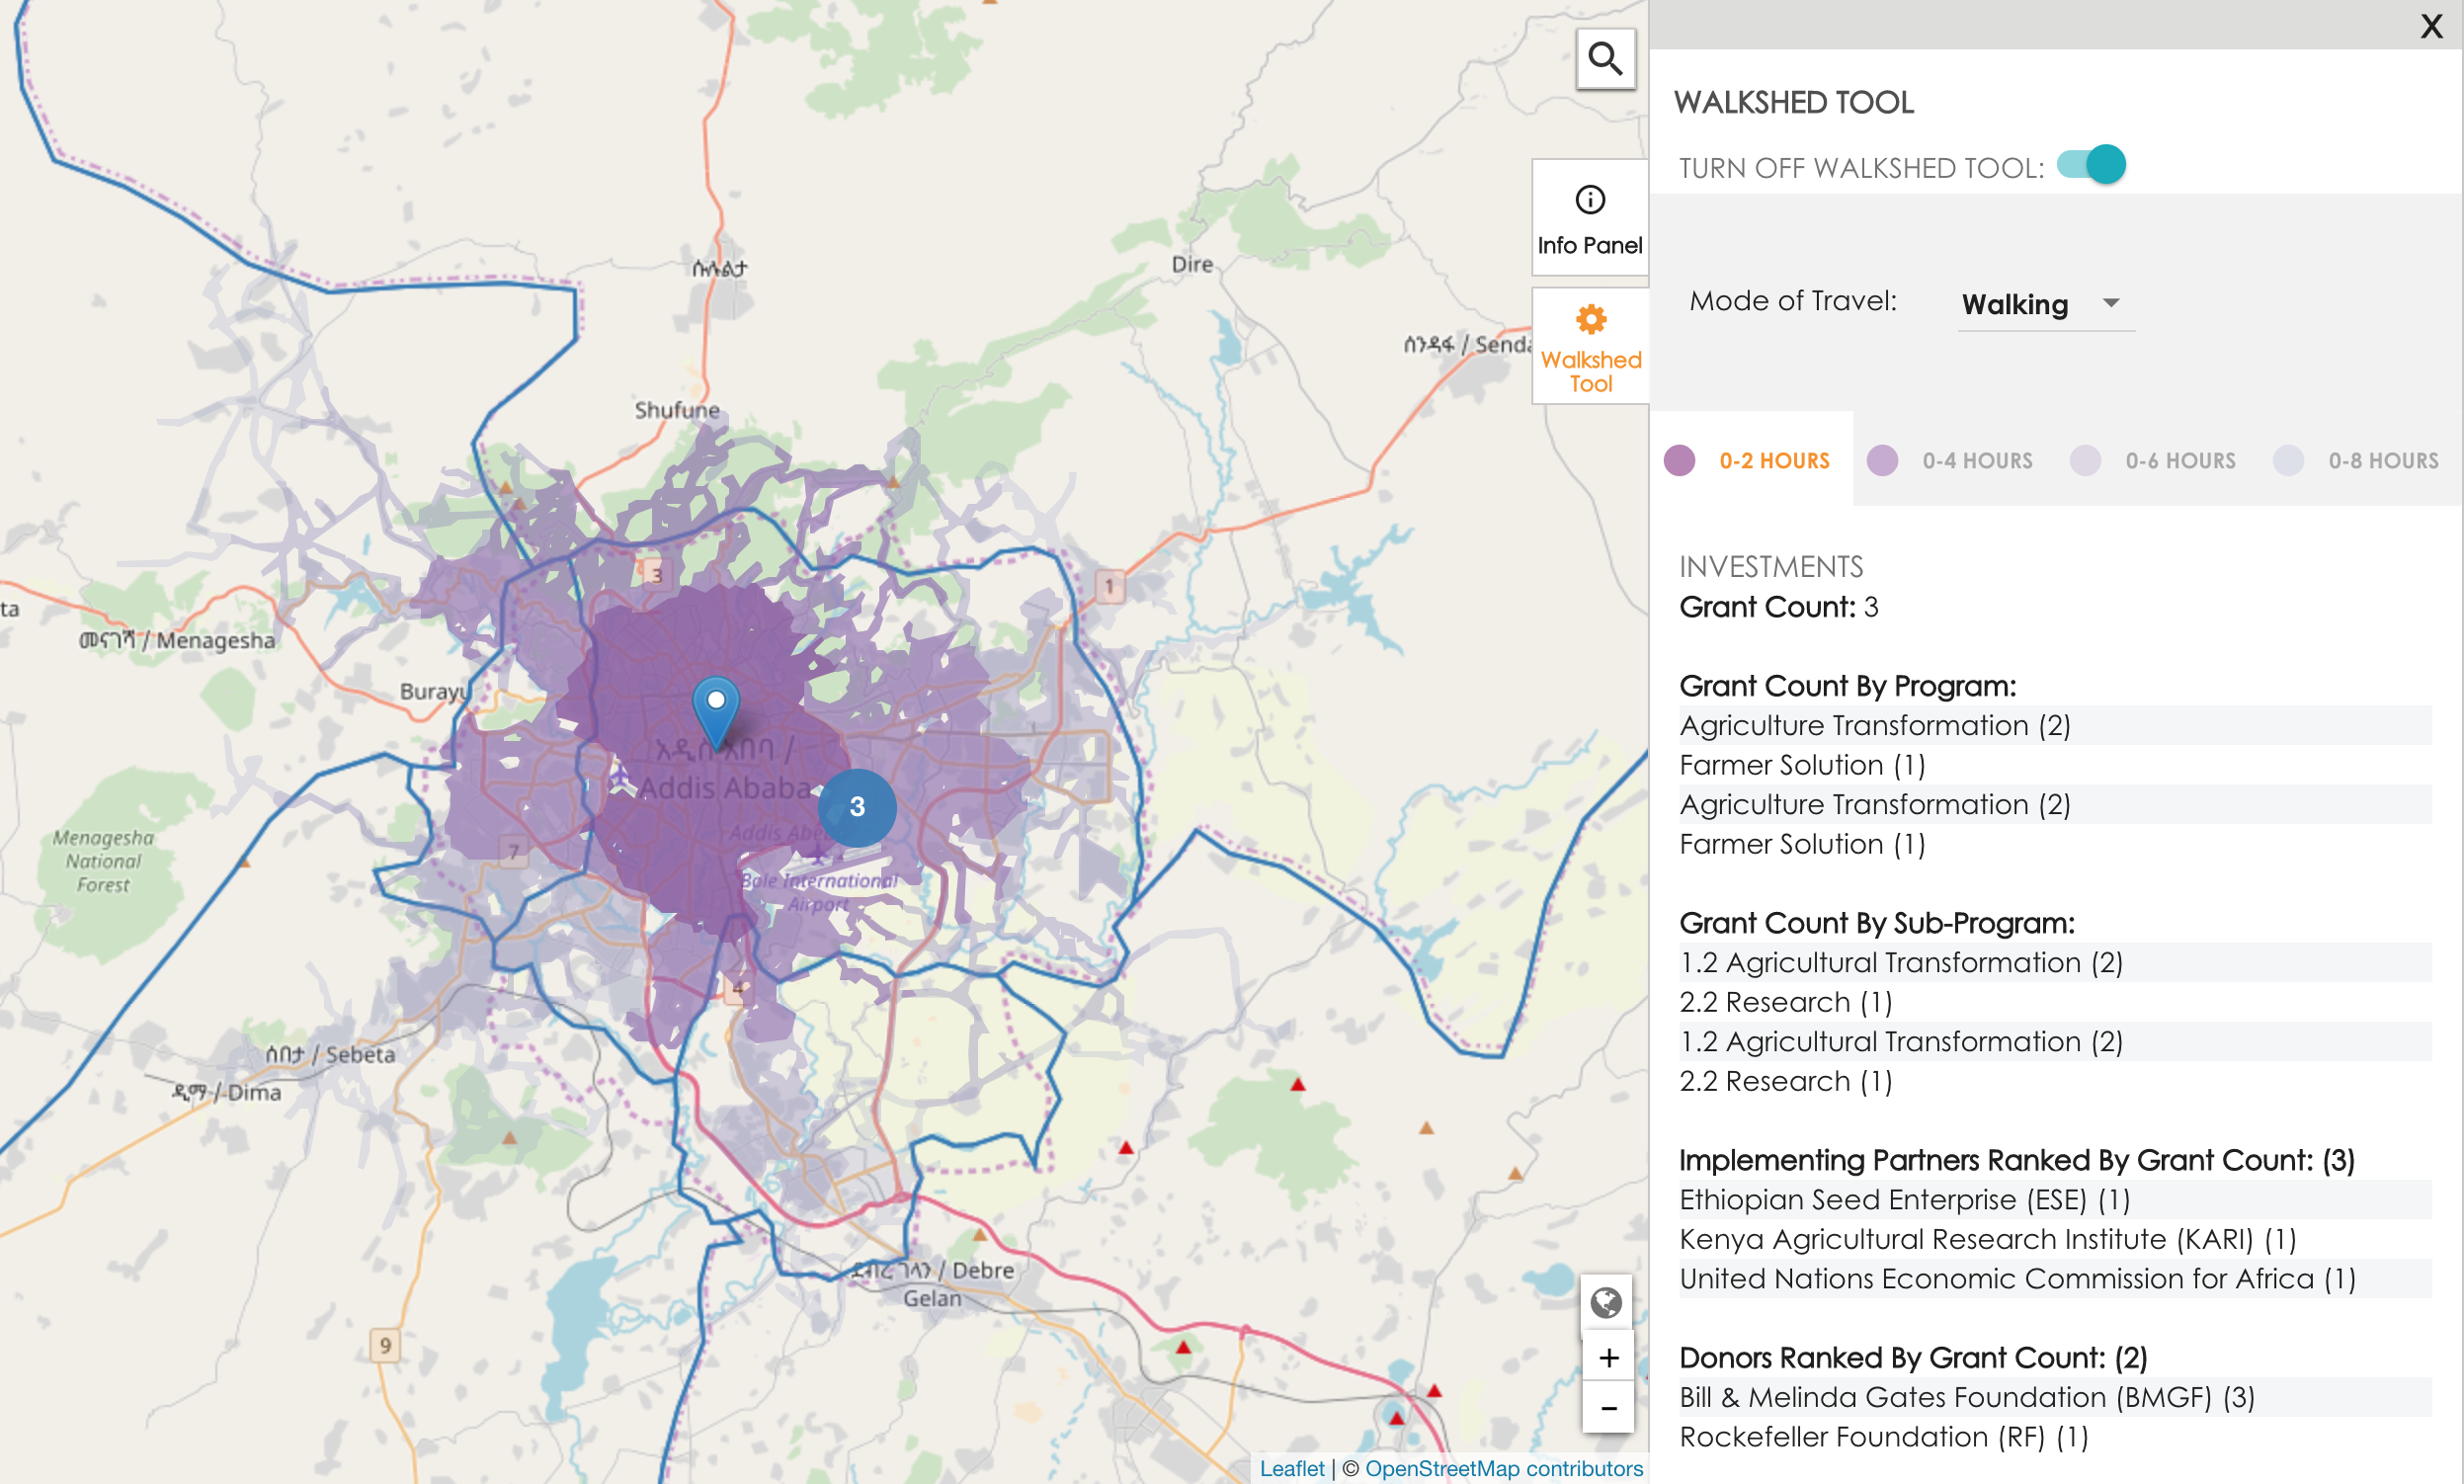 X
WALKSHED TOOL
TURN OFF WALKSHED TOOL:
Mode of Travel:
Walking
0-2 HOURS
0-4 HOURS
0-6 HOURS
0-8 HOURS
INVESTMENTS
Grant Count: 3
Grant Count By Program:
Agriculture Transformation (2)
Farmer Solution (1)
Agriculture Transformation (2)
Farmer Solution (1)
Grant Count By Sub-Program:
1.2 Agricultural Transformation (2)
2.2 Research (1)
1.2 Agricultural Transformation (2)
2.2 Research (1)
Implementing Partners Ranked By Grant Count: (3)
Ethiopian Seed Enterprise (ESE) (1)
Kenya Agricultural Research Institute (KARI) (1)
United Nations Economic Commission for Africa (1)
Donors Ranked By Grant Count: (2)
Bill & Melinda Gates Foundation (BMGF) (3)
Rockefeller Foundation (RF) (1)
Info Panel
Walkshed
Tool
ሱሉልታ
Dire
ሰንዳፋ / Senda
Shufune
3
1
ta
መናገሻ / Menagesha
Burayu
አዲስ አበባ /
Addis Ababa
3
Menagesha
National
Forest
7
Addis Abe
Bole International
Airport
4
ሰበታ / Sebeta
ዲማ / Dima
ደብረ ገላን / Debre
Gelan
9
+
−
Leaflet | © OpenStreetMap contributors